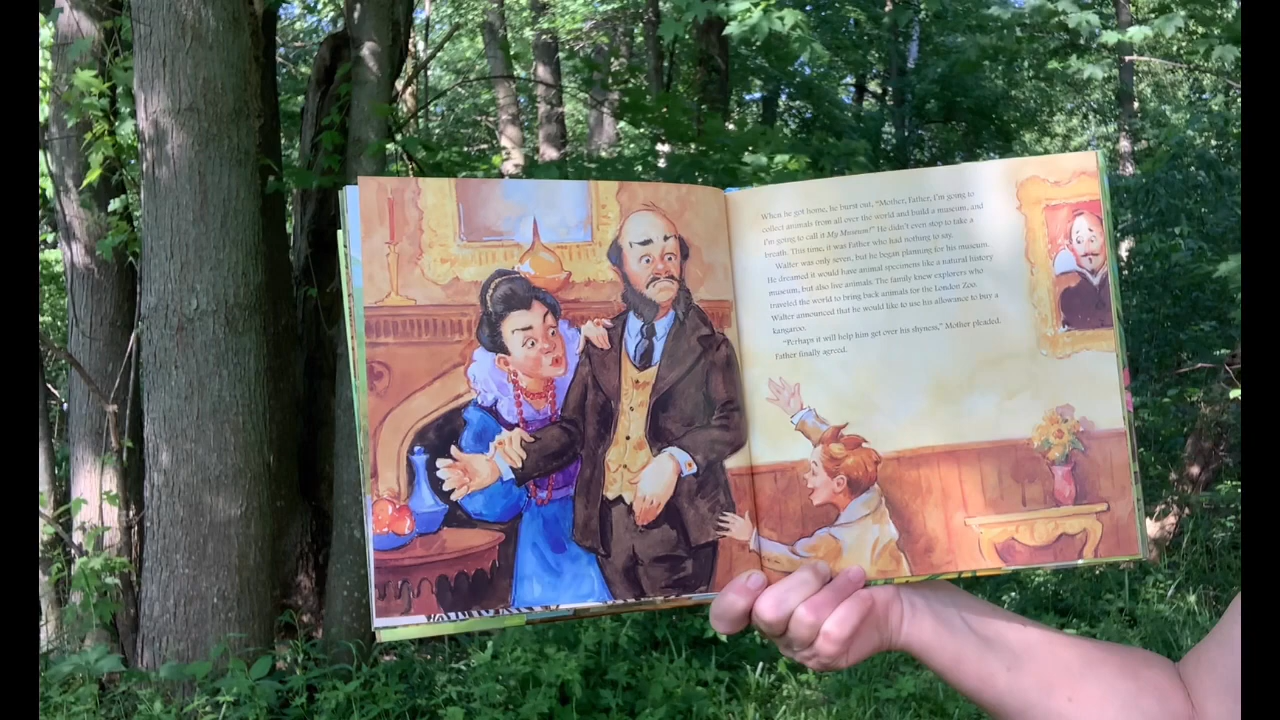 When he got home, he burst out, "Mother, Father, I'm going to
collect animals from all over the world and build a museum, and
I'm going to call it My Museum!" He didn't even stop to take a
breath. This time, it was Father who had nothing to say.
Walter was only seven, but he began planning for his museum.
He dreamed it would have animal specimens like a natural history
museum, but also live animals. The family knew explorers who
traveled the world to bring back animals for the London Zoo.
Walter announced that he would like to use his allowance to buy a
kangaroo.
"Perhaps it will help him get over his shyness," Mother pleaded.
Father finally agreed.